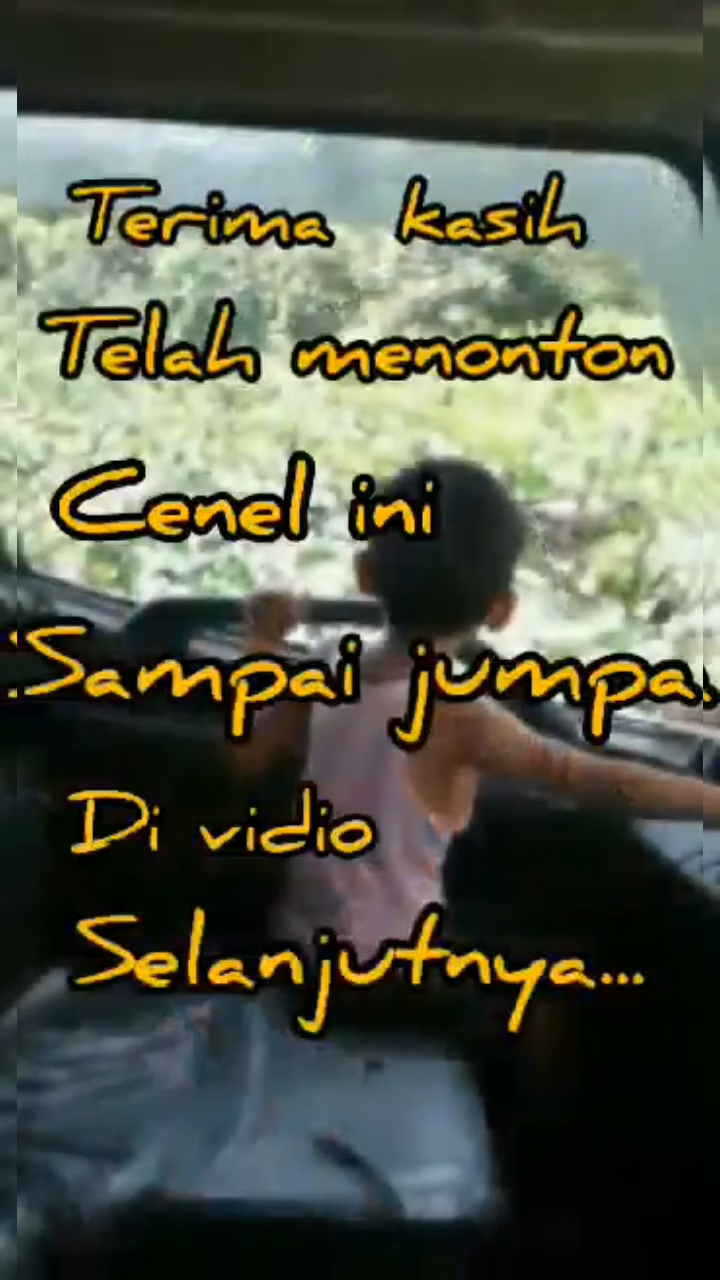 Terima kasih
Telah menonton
Cenel ini
.Sampai jumpa.
Di vidio
Selanjutnya...